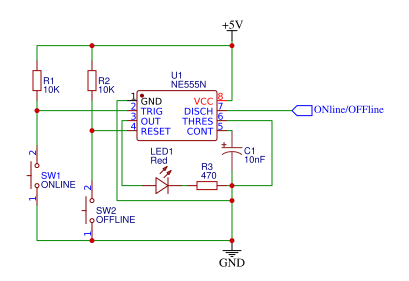 +5V
R1
10K
R2
10K
U1
NE555N
1 GND VCC 8
2 TRIG DISCH 7
3 OUT THRES 6
4 RESET CONT 5
ONline/OFFline
LED1
Red
R3
470
C1
10nF
+
2
SW1
ONLINE
1
2
SW2
OFFLINE
1
GND